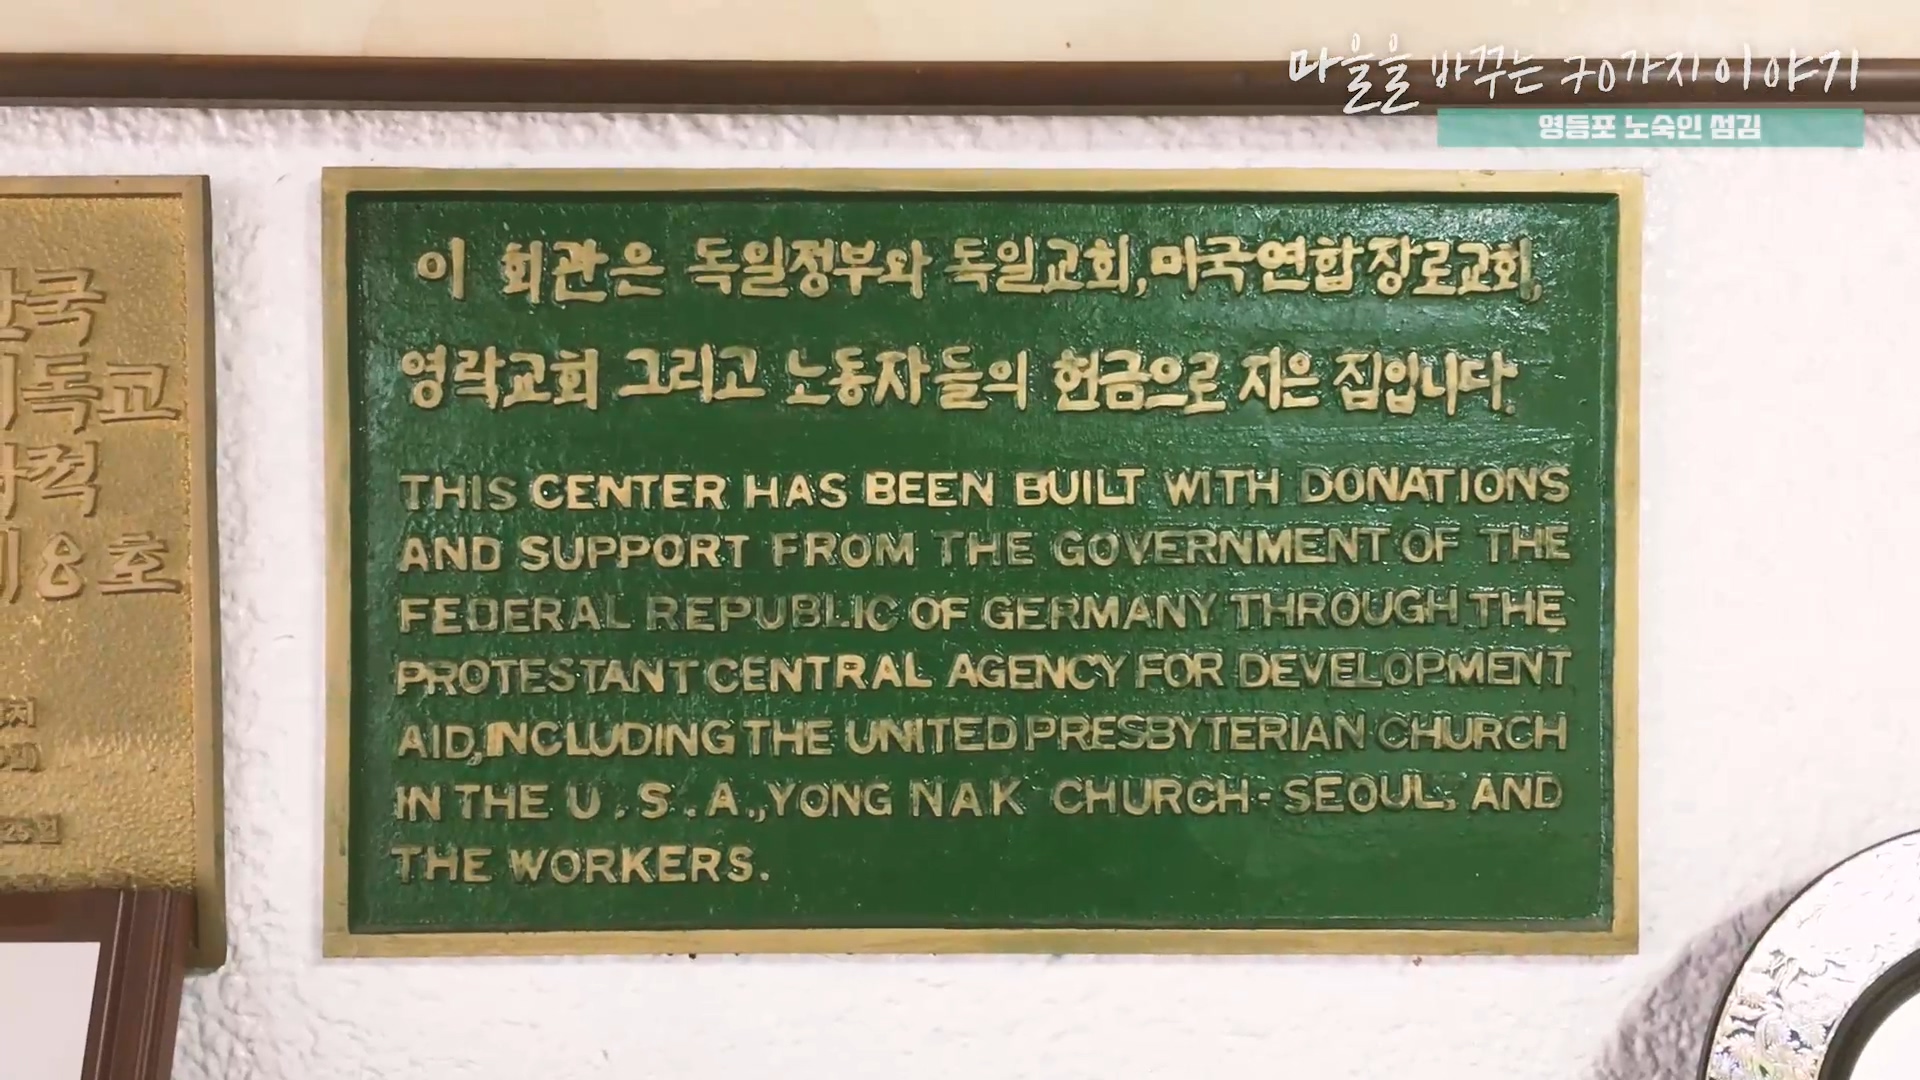 마을을 바꾸는 70가지 이야기
영등포 노숙인 섬김
이 회관은 독일정부와 독일교회, 미국연합장로교회,
영락교회 그리고 노동자들의 헌금으로 지은 집입니다.
THIS CENTER HAS BEEN BUILT WITH DONATIONS
AND SUPPORT FROM THE GOVERNMENT OF THE
FEDERAL REPUBLIC OF GERMANY THROUGH THE
PROTESTANT CENTRAL AGENCY FOR DEVELOPMENT
AID, INCLUDING THE UNITED PRESBYTERIAN CHURCH
IN THE U.S.A., YONG NAK CHURCH-SEOUL, AND
THE WORKERS.
국
독교
적
8호